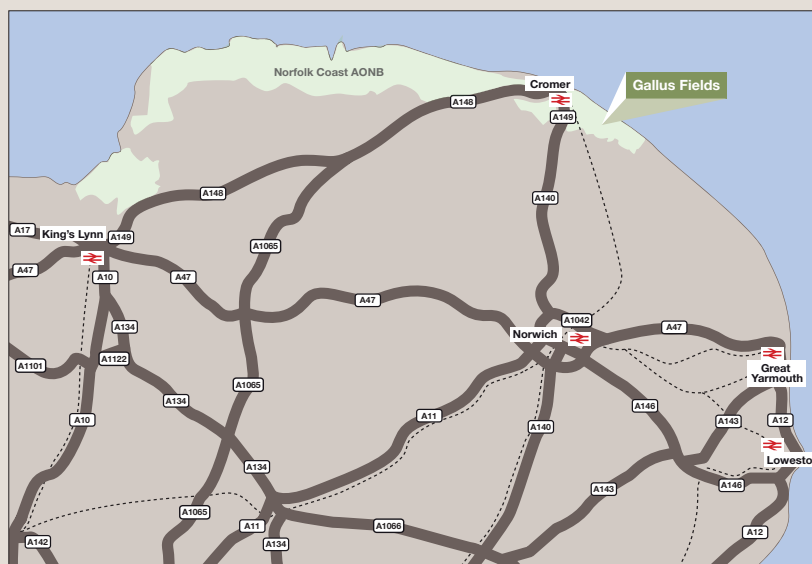 Cromer
Gallus Fields
Norfolk Coast AONB
A148
A149
A148
A140
A17
King's Lynn
A149
A1065
A47
A10
A47
A47
A1042
A134
Norwich
A47
A1122
A1101
Great
Yarmouth
A1065
A134
A146
A11
A10
A140
A143
A12
Lowesto
A134
A146
A143
A1065
A11
A1066
A12
A142
A134